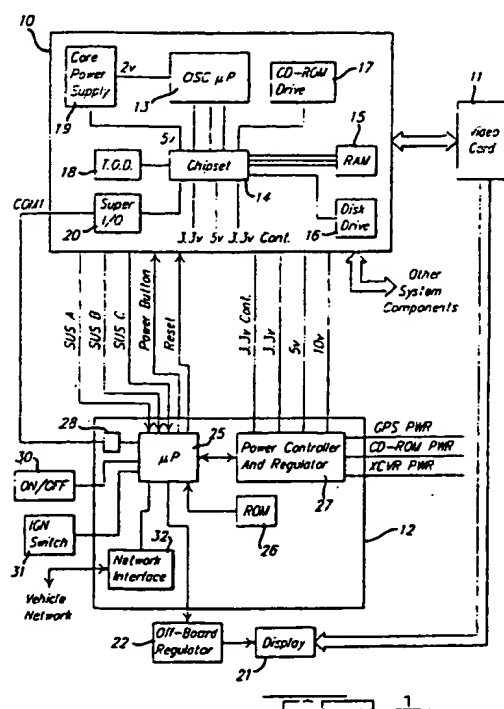 10
Core
Power
Supply
19
2v
OSC µP
13
CD-ROM
Drive
17
11
Video
Card
5v
18
T.O.D.
Chipset
14
15
RAM
COM1
Super
I/O
20
3.3v 5v 3.3v Cont.
Disk
Drive
16
Other
System
Components
SUS A
SUS B
SUS C
Power Button
Reset
3.3v Cont.
3.3v
5v
10v
28
µP
25
Power Controller
And Regulator
27
GPS PWR
CD-ROM PWR
XCVR PWR
30
ON/OFF
IGN
Switch
31
ROM
26
12
32
Network
Interface
Vehicle
Network
Off-Board
Regulator
22
Display
21
1